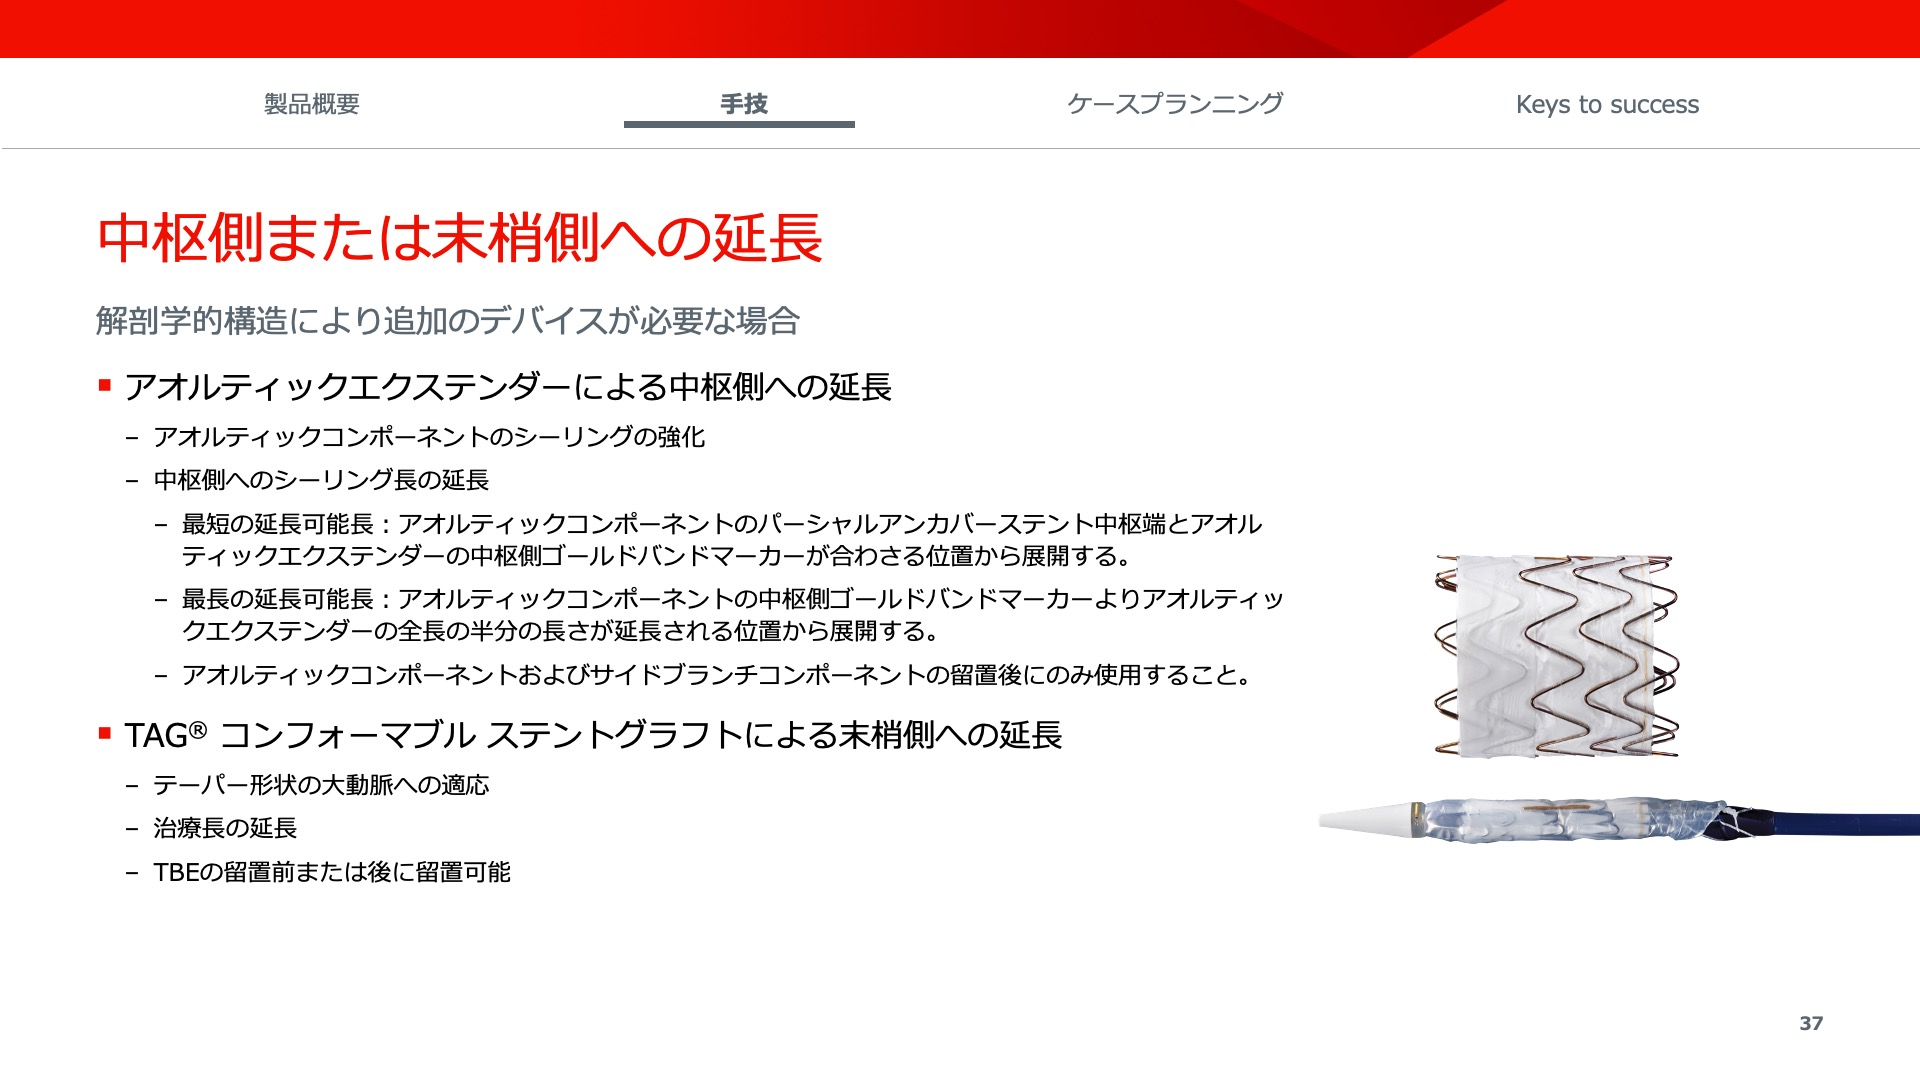 製品概要
手技
ケースプランニング
Keys to success
中枢側または末梢側への延長
解剖学的構造により追加のデバイスが必要な場合
▪ アオルティックエクステンダーによる中枢側への延長
– アオルティックコンポーネントのシーリングの強化
– 中枢側へのシーリング長の延長
– 最短の延長可能長：アオルティックコンポーネントのパーシャルアンカバーステント中枢端とアオル
ティックエクステンダーの中枢側ゴールドバンドマーカーが合わさる位置から展開する。
– 最長の延長可能長：アオルティックコンポーネントの中枢側ゴールドバンドマーカーよりアオルティッ
クエクステンダーの全長の半分の長さが延長される位置から展開する。
– アオルティックコンポーネントおよびサイドブランチコンポーネントの留置後にのみ使用すること。
▪ TAG® コンフォーマブル ステントグラフトによる末梢側への延長
– テーパー形状の大動脈への適応
– 治療長の延長
– TBEの留置前または後に留置可能
37